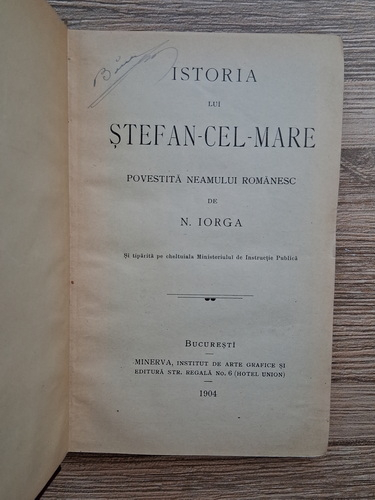 ISTORIA
LUI
ȘTEFAN-CEL-MARE
POVESTITĂ NEAMULUI ROMÂNESC
DE
N. IORGA
Și tipărită pe cheltuiala Ministeriului de Instrucție Publică
BUCUREȘTĬ
MINERVA, INSTITUT DE ARTE GRAFICE ȘI
EDITURĂ STR. REGALĂ NO. 6 (HOTEL UNION)
1904